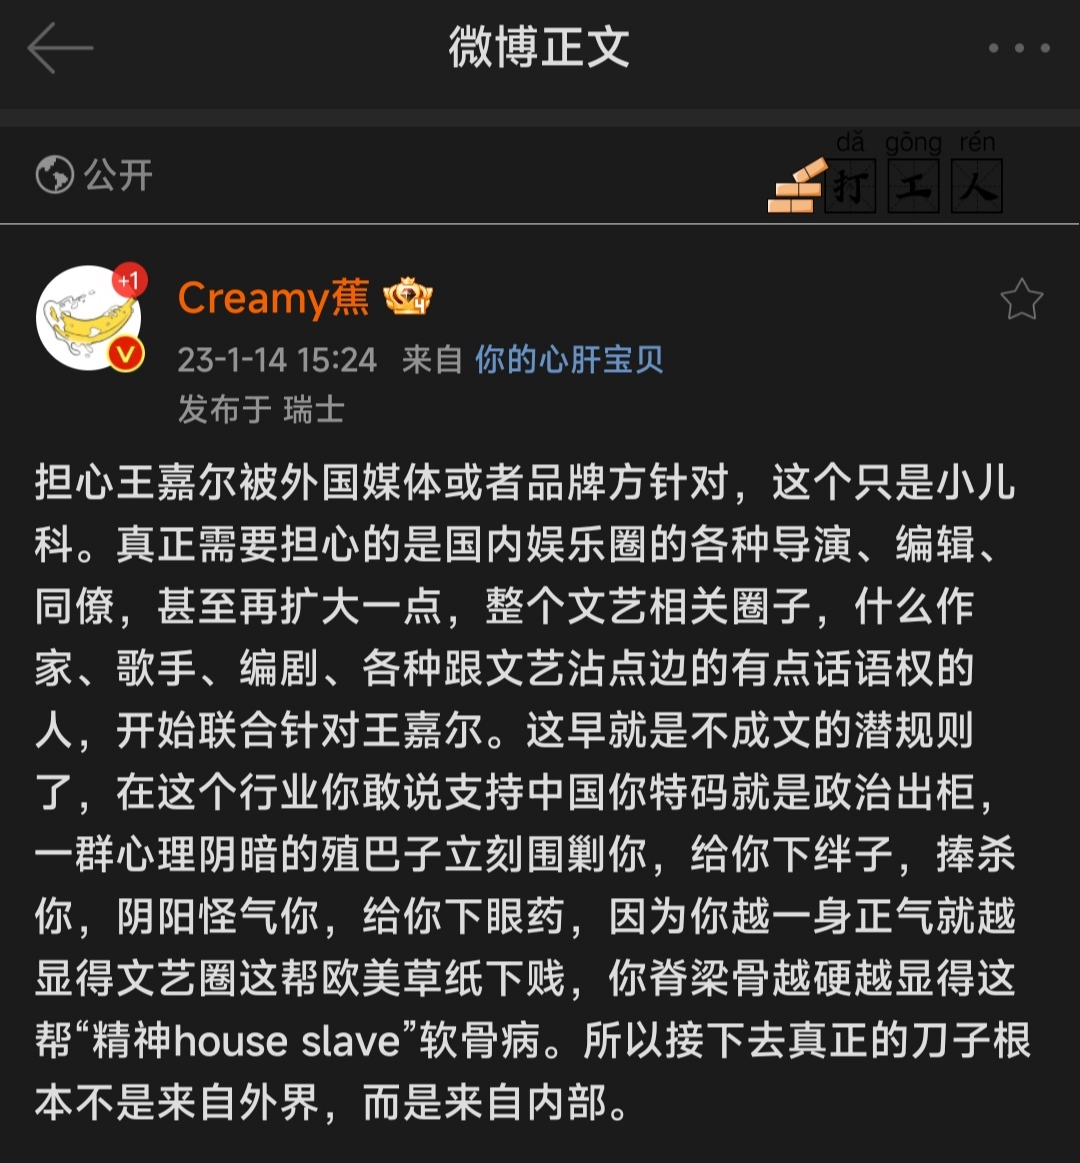 微博正文
公开
dǎ gōng rén
打工人
+1
Creamy蕉
4
V
23-1-14 15:24 来自 你的心肝宝贝
发布于 瑞士
担心王嘉尔被外国媒体或者品牌方针对，这个只是小儿
科。真正需要担心的是国内娱乐圈的各种导演、编辑、
同僚，甚至再扩大一点，整个文艺相关圈子，什么作
家、歌手、编剧、各种跟文艺沾点边的有点话语权的
人，开始联合针对王嘉尔。这早就是不成文的潜规则
了，在这个行业你敢说支持中国你特码就是政治出柜，
一群心理阴暗的殖巴子立刻围剿你，给你下绊子，捧杀
你，阴阳怪气你，给你下眼药，因为你越一身正气就越
显得文艺圈这帮欧美草纸下贱，你脊梁骨越硬越显得这
帮“精神house slave”软骨病。所以接下去真正的刀子根
本不是来自外界，而是来自内部。